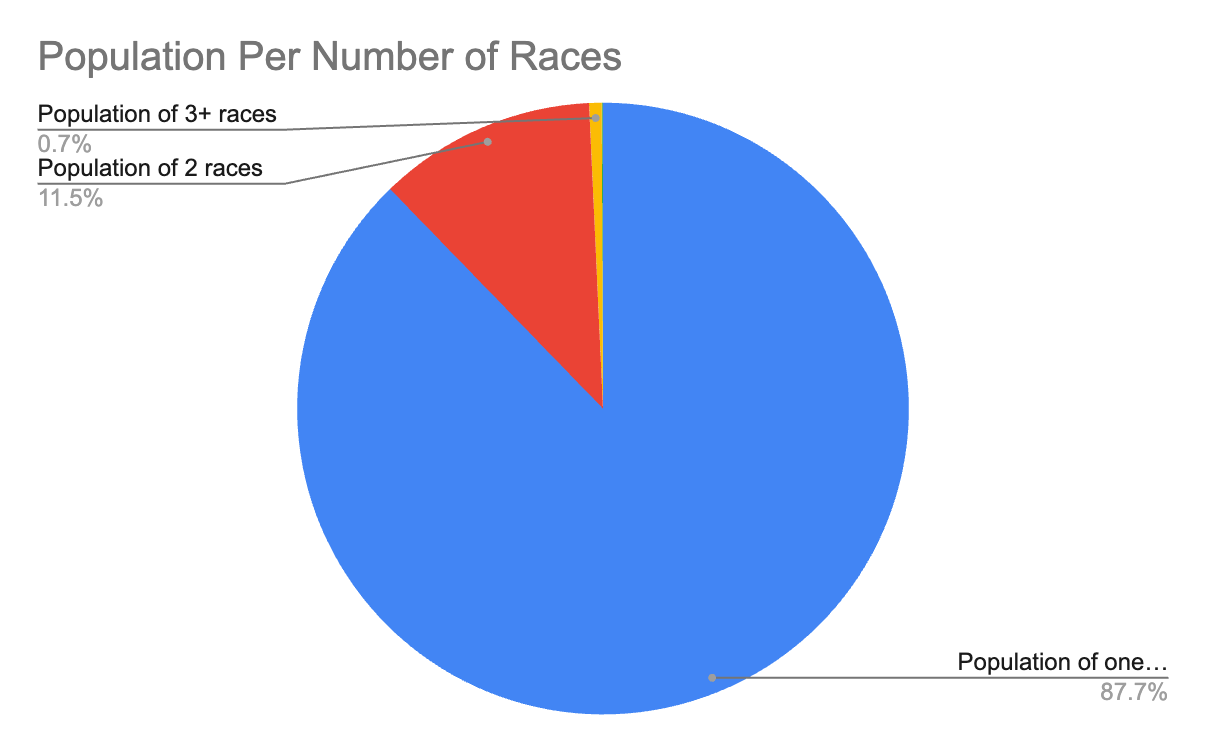 Population Per Number of Races
Population of 3+ races
0.7%
Population of 2 races
11.5%
Population of one…
87.7%